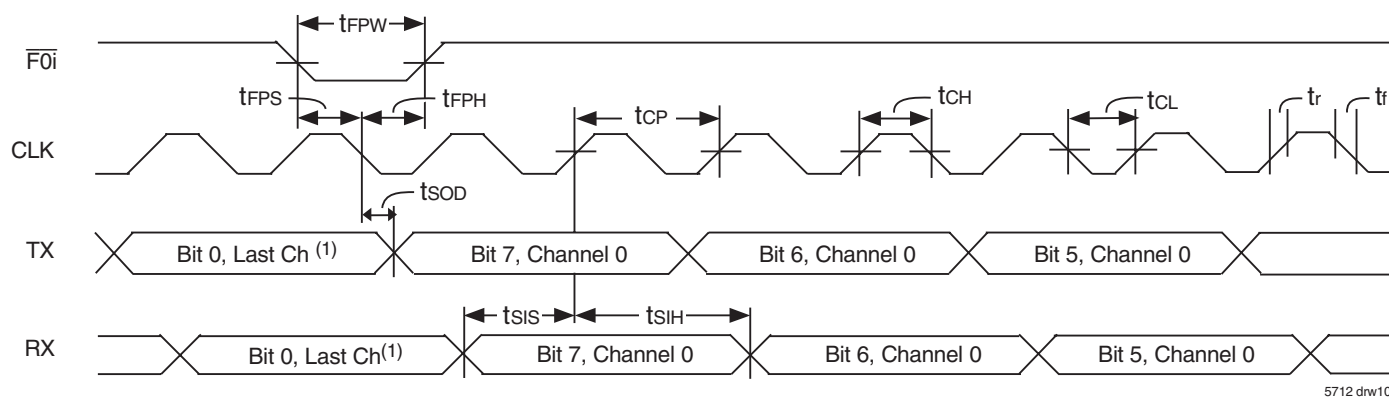 tFPW
F0i
tFPS
tFPH
tCP
tCH
tCL
tr
tf
CLK
tSOD
TX
Bit 0, Last Ch (1)
Bit 7, Channel 0
Bit 6, Channel 0
Bit 5, Channel 0
tSIS
tSIH
RX
Bit 0, Last Ch(1)
Bit 7, Channel 0
Bit 6, Channel 0
Bit 5, Channel 0
5712 drw10